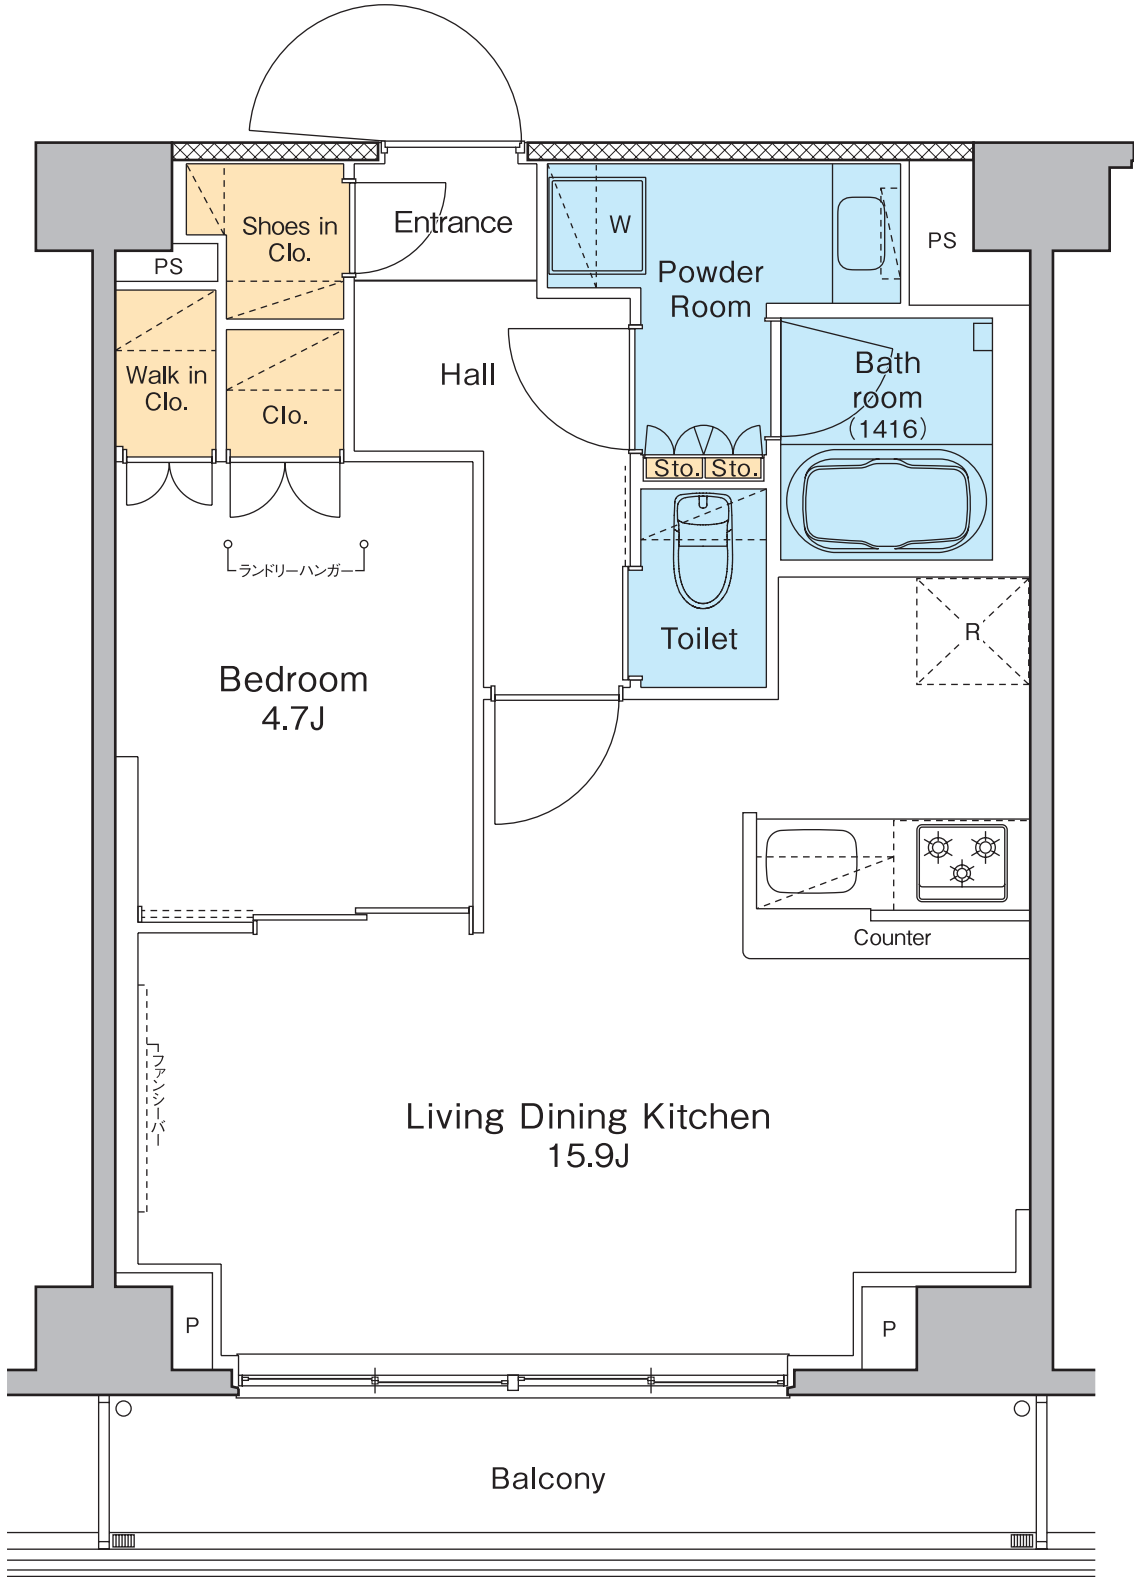 Shoes in
Clo.
Entrance
W
PS
PS
Powder
Room
Walk in
Clo.
Clo.
Hall
Bath
room
(1416)
Sto.
Sto.
ランドリーハンガー
Toilet
R
Bedroom
4.7J
Counter
ファンシーバー
Living Dining Kitchen
15.9J
P
P
Balcony